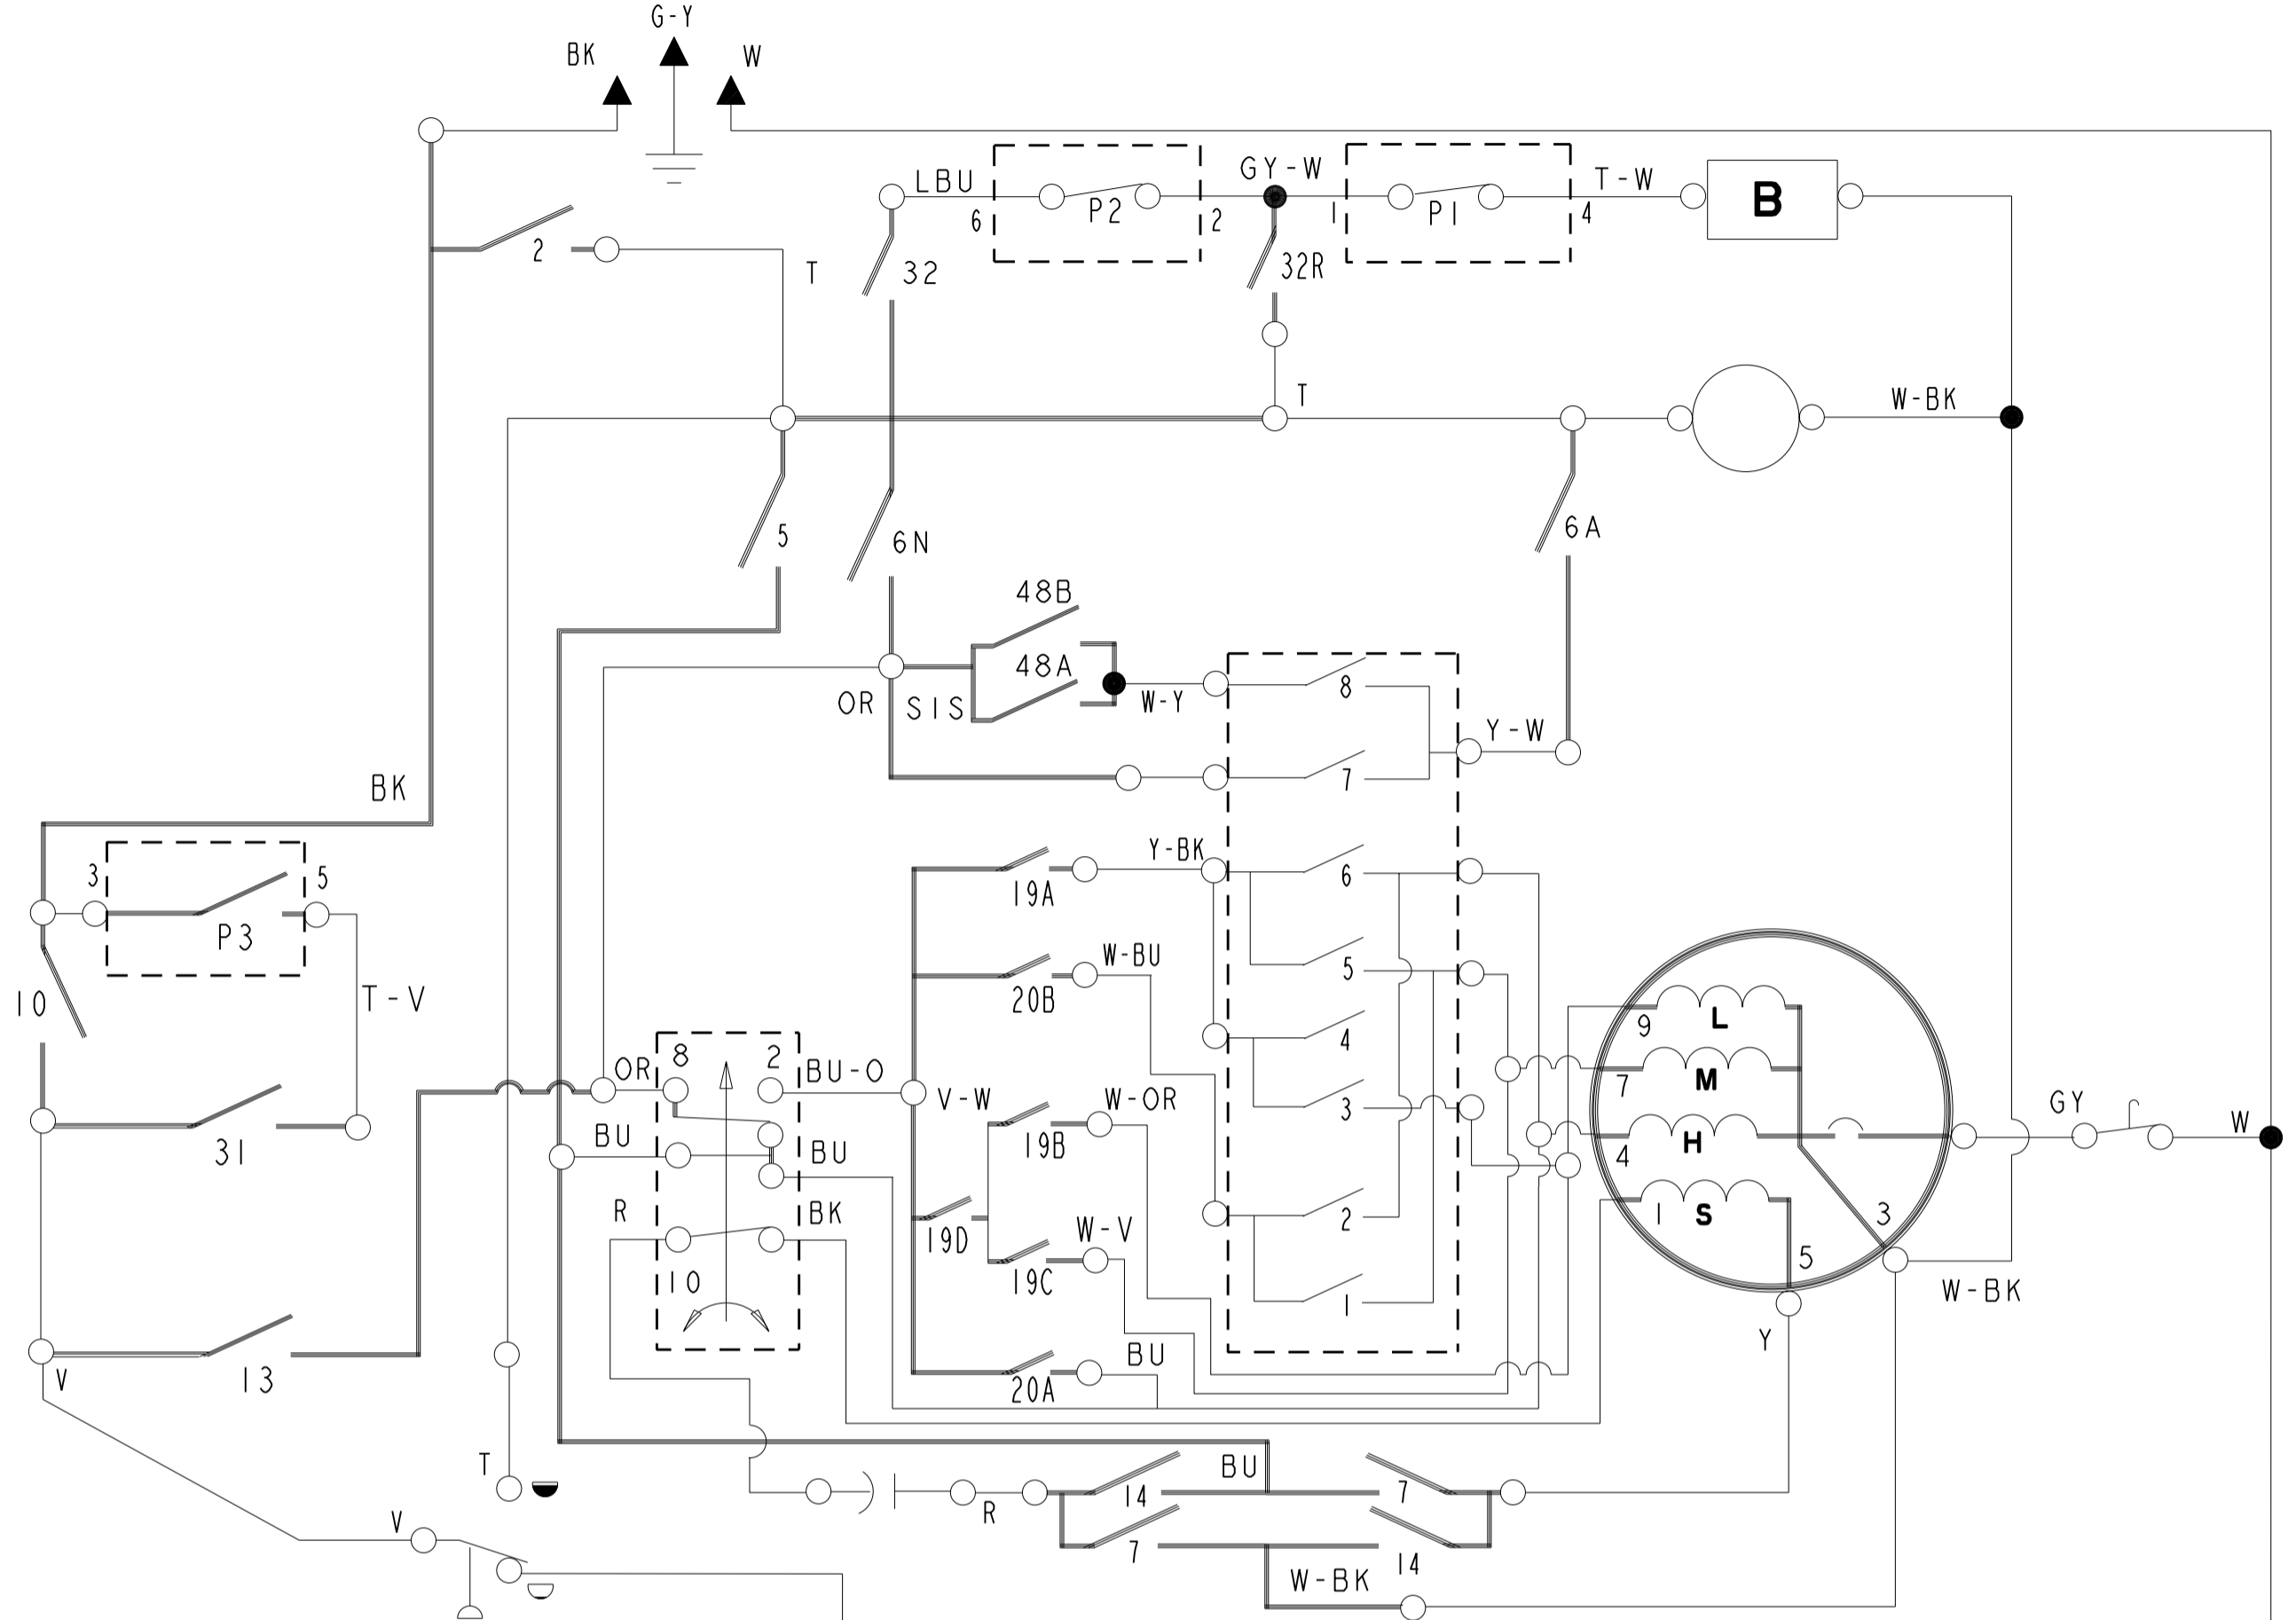 G-Y
BK
W
LBU
GY-W
T-W
6
P2
2
1
P1
4
B
2
T
32
32R
T
W-BK
5
6N
6A
48B
48A
OR
SIS
W-Y
8
Y-W
7
BK
3
5
P3
Y-BK
19A
6
W-BU
20B
5
10
T-V
9
L
7
M
4
H
1
S
3
5
4
OR
8
2
BU-O
V-W
W-OR
3
GY
W
31
BU
BU
19B
R
BK
19D
W-V
2
10
19C
1
W-BK
Y
V
13
BU
20A
T
BU
14
7
R
V
7
14
W-BK